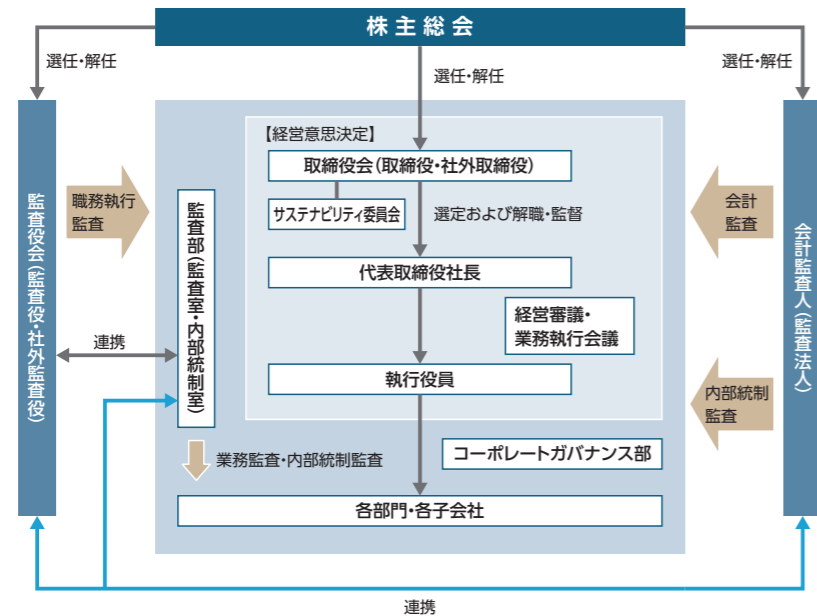 株主総会
選任・解任
選任・解任
選任・解任
【経営意思決定】
取締役会（取締役・社外取締役）
サステナビリティ委員会
選定および解職・監督
代表取締役社長
経営審議・
業務執行会議
執行役員
コーポレートガバナンス部
各部門・各子会社
監査役会（監査役・社外監査役）
職務執行
監査
監査部（監査室・内部統制室）
連携
業務監査・内部統制監査
会計
監査
内部統制
監査
会計監査人（監査法人）
連携